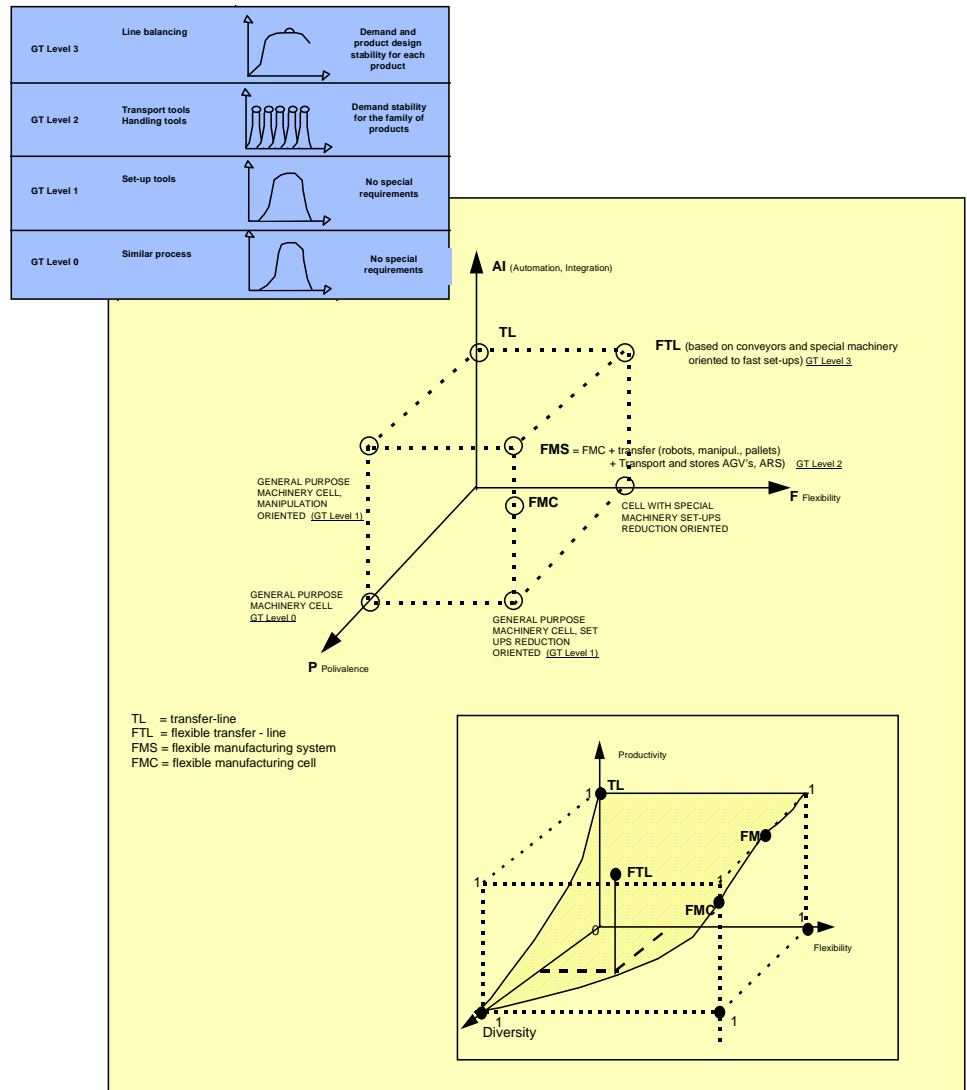 GT Level 3
Line balancing
Demand and
product design
stability for each
product
GT Level 2
Transport tools
Handling tools
Demand stability
for the family of
products
GT Level 1
Set-up tools
No special
requirements
GT Level 0
Similar process
No special
requirements
AI (Automation, Integration)
TL
FTL (based on conveyors and special machinery
oriented to fast set-ups) GT Level 3
FMS = FMC + transfer (robots, manipul., pallets)
+ Transport and stores AGV's, ARS) GT Level 2
GENERAL PURPOSE
MACHINERY CELL,
MANIPULATION
ORIENTED (GT Level 1)
FMC
F Flexibility
CELL WITH SPECIAL
MACHINERY SET-UPS
REDUCTION ORIENTED
GENERAL PURPOSE
MACHINERY CELL
GT Level 0
GENERAL PURPOSE
MACHINERY CELL, SET
UPS REDUCTION
ORIENTED (GT Level 1)
P Polivalence
TL = transfer-line
FTL = flexible transfer - line
FMS = flexible manufacturing system
FMC = flexible manufacturing cell
Productivity
1 TL
1
FM
FTL
1
1
FMC
1
0
Flexibility
1
1
Diversity